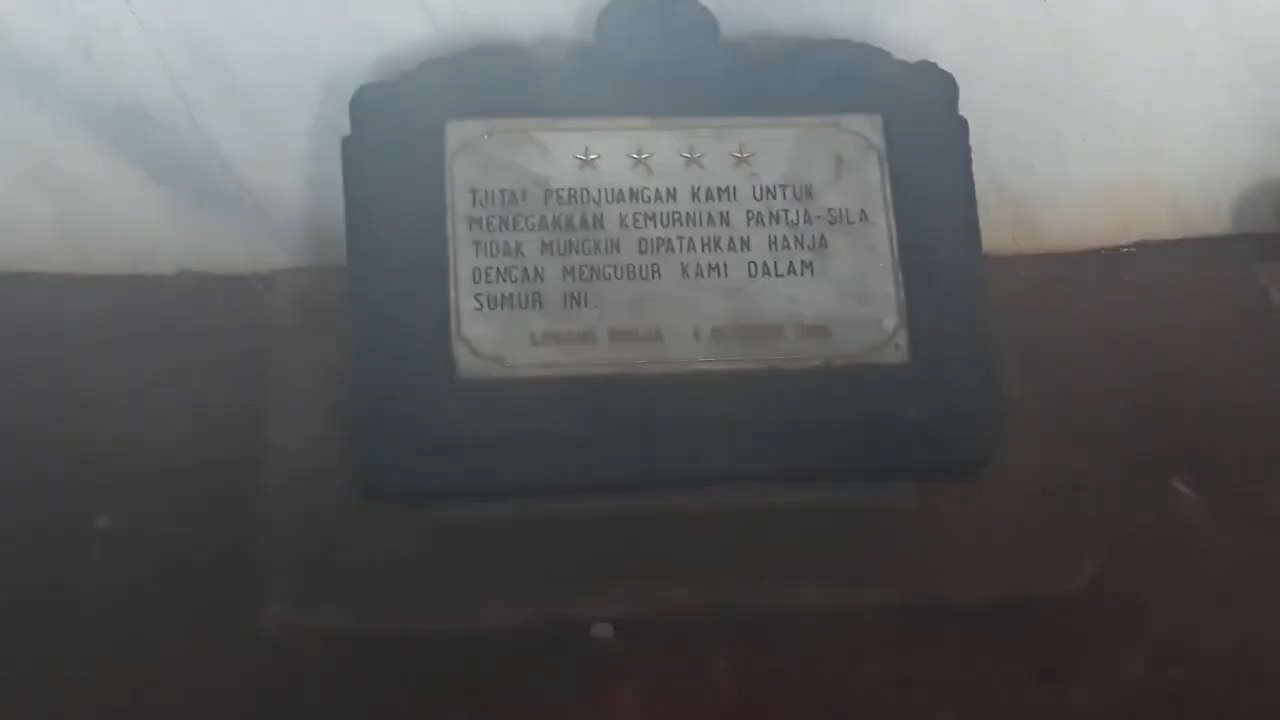 TJITA² PERDJUANGAN KAMI UNTUK
MENEGAKKAN KEMURNIAN PANTJA-SILA
TIDAK MUNGKIN DIPATAHKAN HANJA
DENGAN MENGUBUR KAMI DALAM
SUMUR INI.